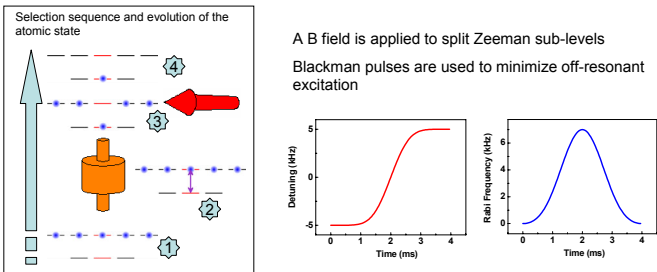 Selection sequence and evolution of the
atomic state
4
3
2
1
A B field is applied to split Zeeman sub-levels
Blackman pulses are used to minimize off-resonant
excitation
Detuning (kHz)
5
0
-5
0 1 2 3 4
Time (ms)
Rabi Frequency (kHz)
6
4
2
0
0 1 2 3 4
Time (ms)